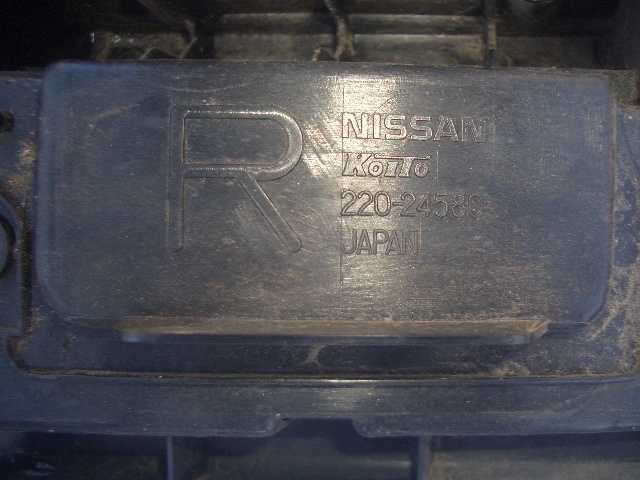 R
NISSAN
KOITO
220-24580
JAPAN